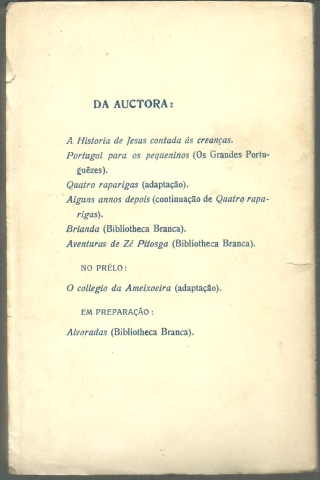 DA AUCTORA:
A Historia de Jesus contada ás creanças.
Portugal para os pequeninos (Os Grandes Portu-
guêzes).
Quatro raparigas (adaptação).
Alguns annos depois (continuação de Quatro rapa-
rigas).
Brianda (Bibliotheca Branca).
Aventuras de Zé Pitosga (Bibliotheca Branca).
NO PRÉLO:
O collegio da Ameixoeira (adaptação).
EM PREPARAÇÃO:
Alvoradas (Bibliotheca Branca).